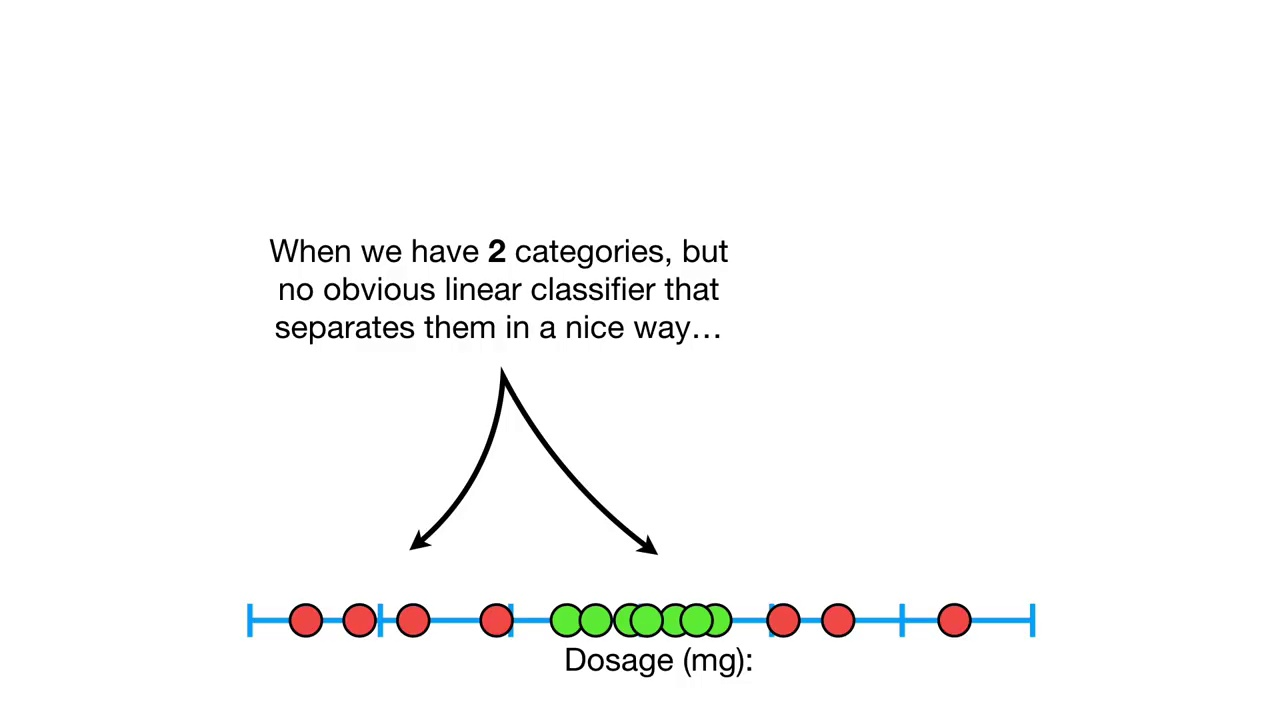 When we have 2 categories, but
no obvious linear classifier that
separates them in a nice way…
Dosage (mg):